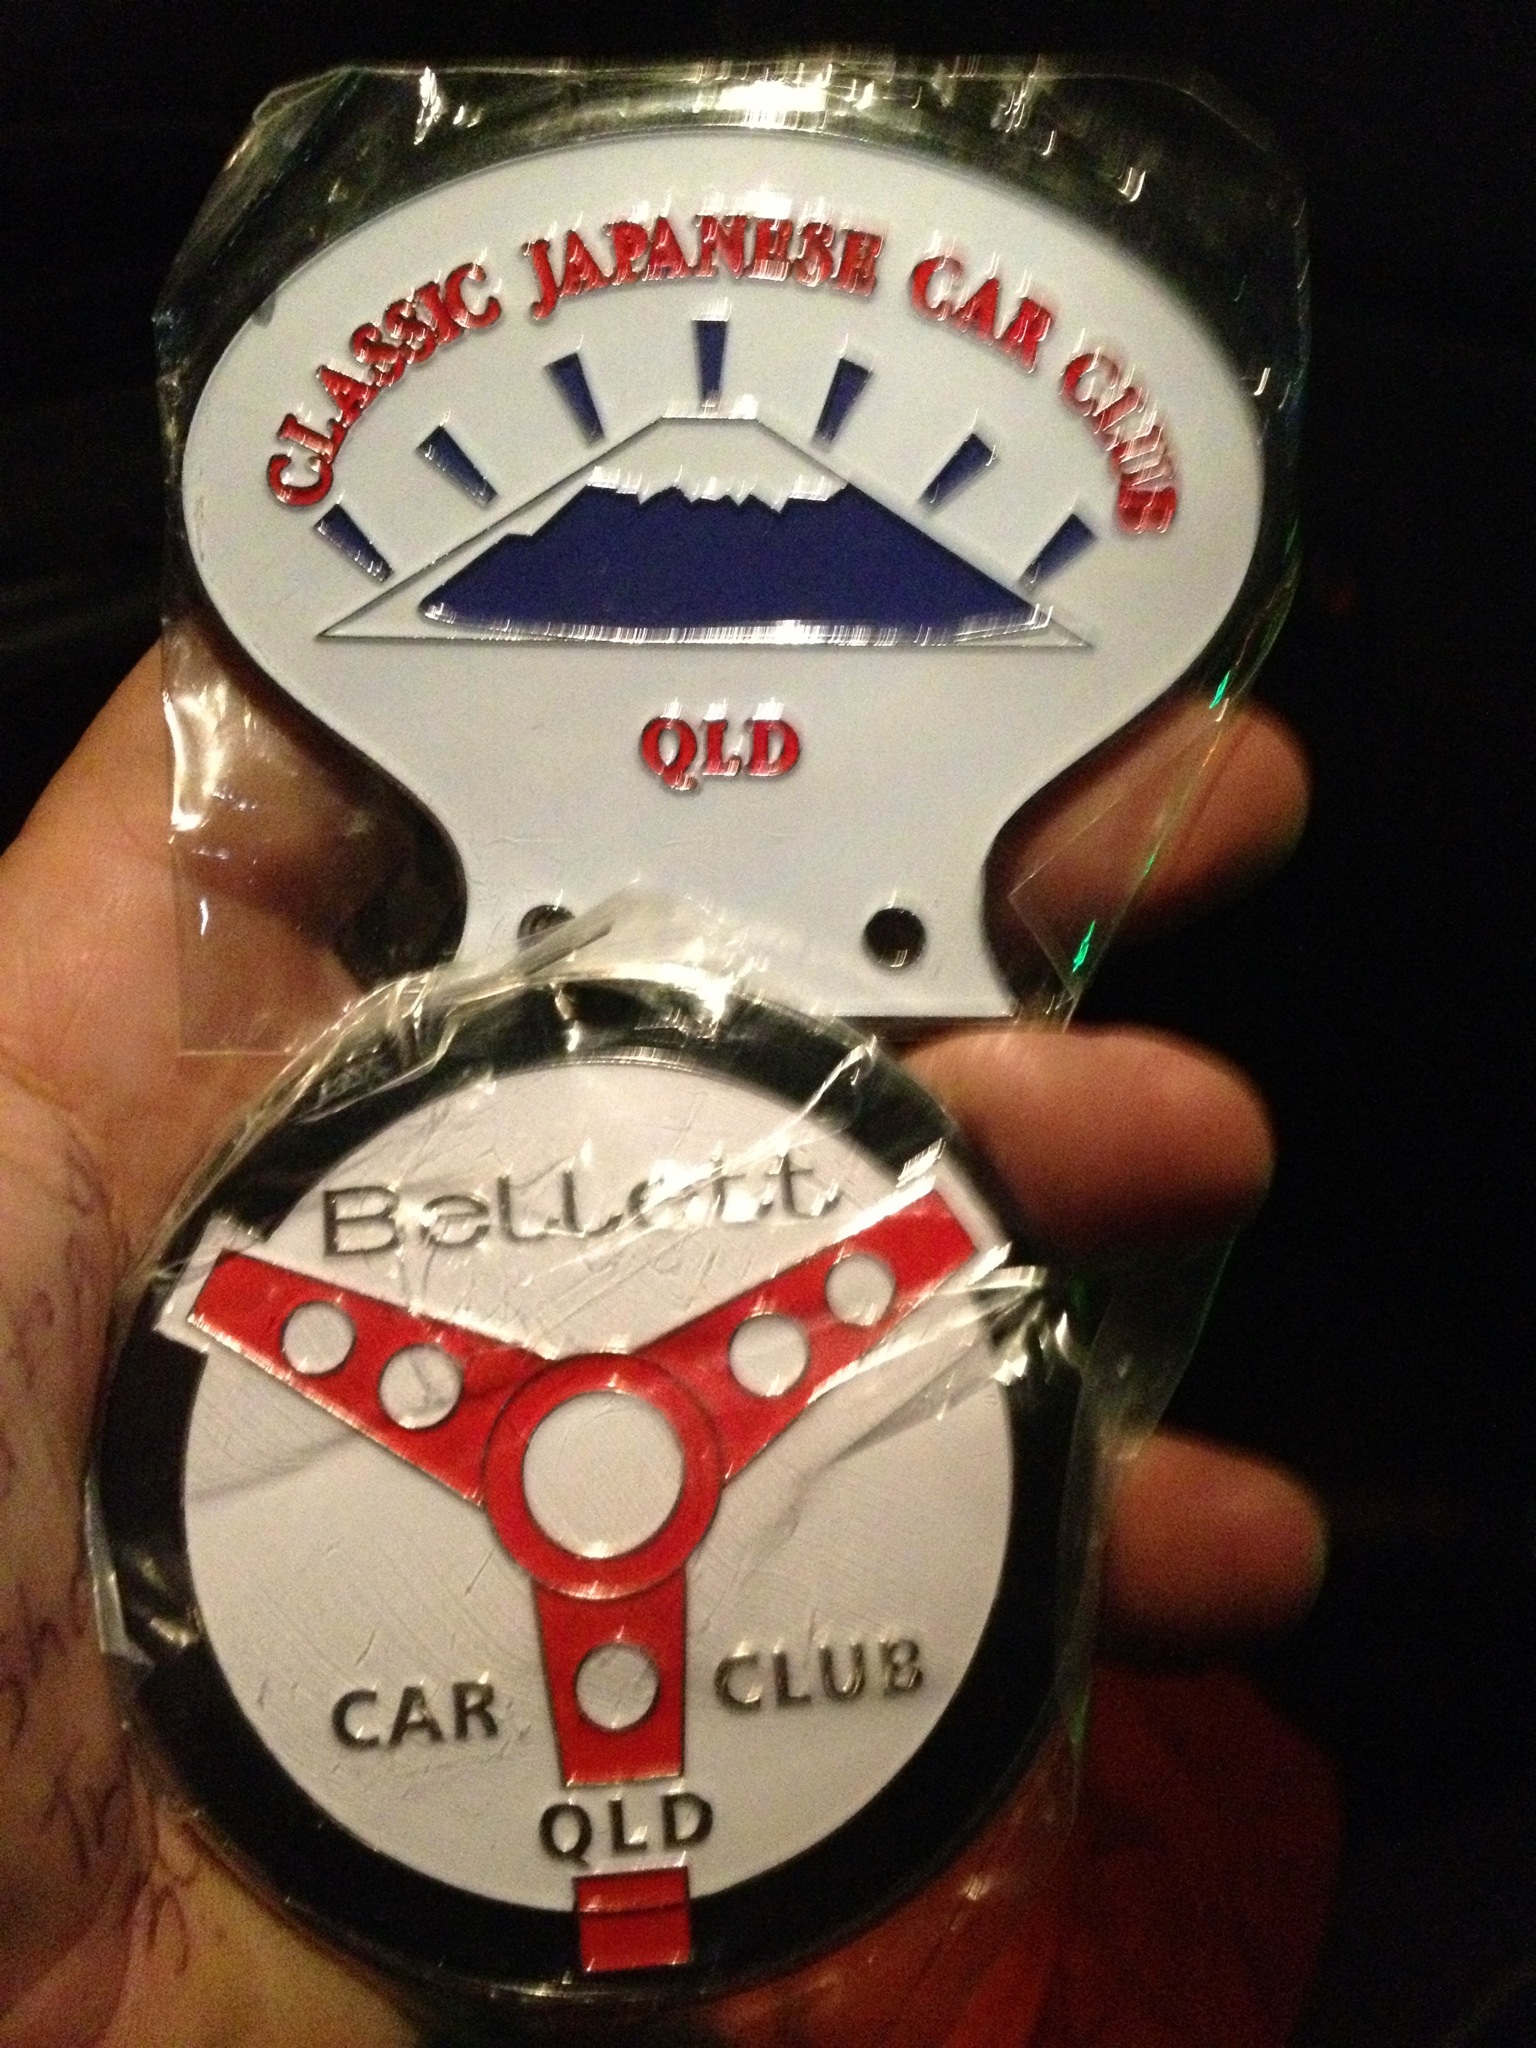 CLASSIC JAPANESE CAR CLUB
QLD
Bellett
CAR CLUB
QLD